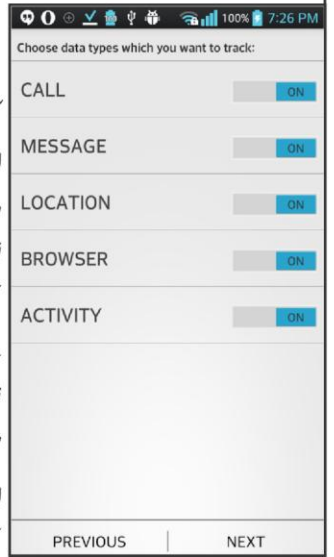 100% 7:26 PM
Choose data types which you want to track:
CALL ON
MESSAGE ON
LOCATION ON
BROWSER ON
ACTIVITY ON
PREVIOUS NEXT